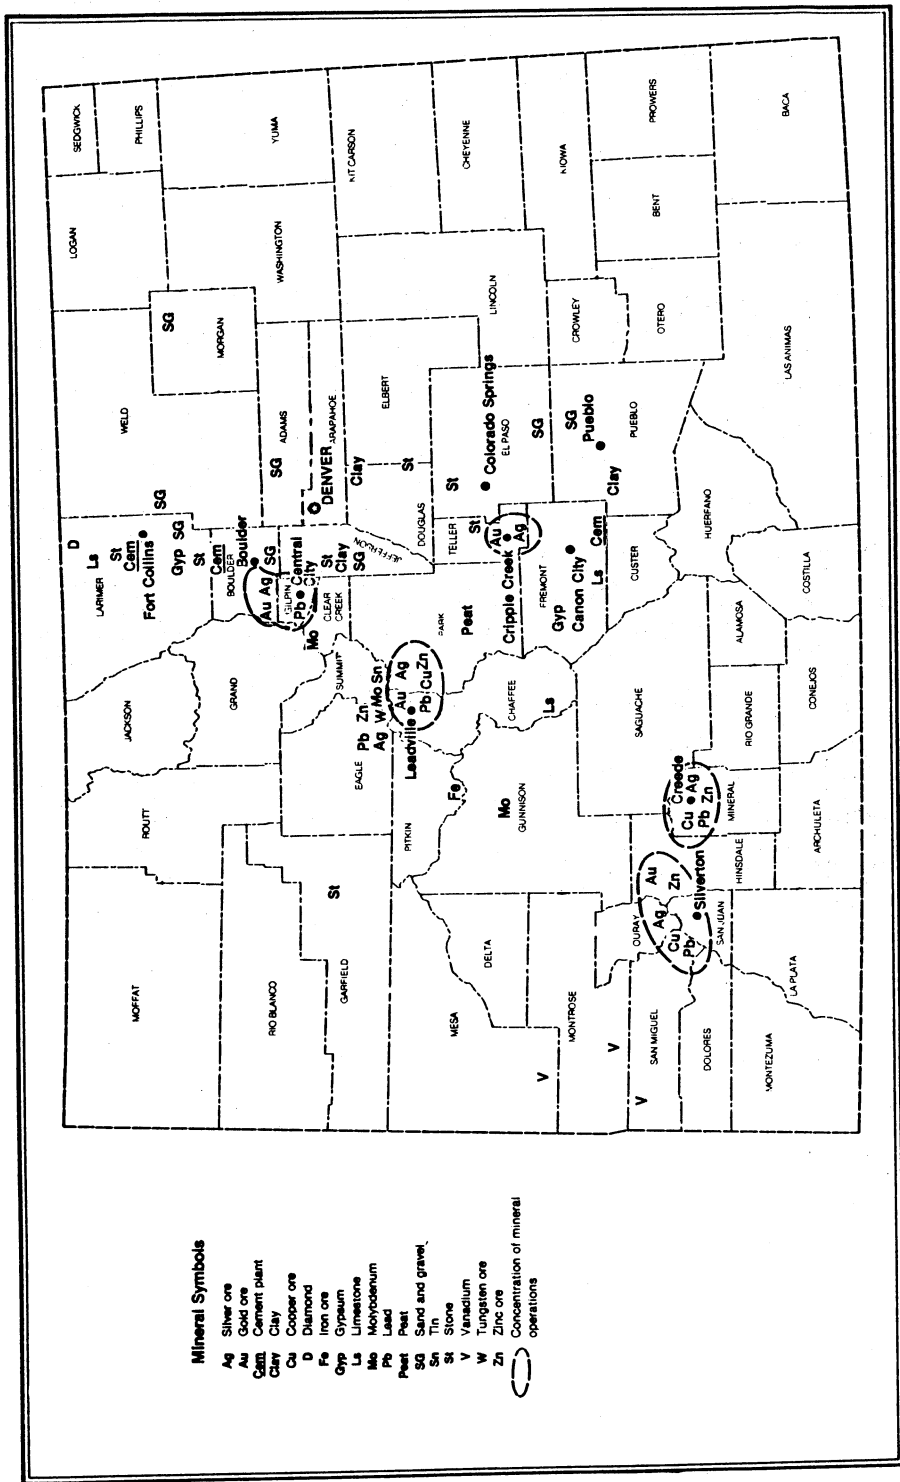 Mineral Symbols
Ag Silver ore
Au Gold ore
Cem Cement plant
Clay Clay
Cu Cooper ore
D Diamond
Fe Iron ore
Gyp Gypsum
Ls Limestone
Mo Molybdenum
Pb Lead
Peat Peat
SG Sand and gravel
Sn Tin
St Stone
V Vanadium
W Tungsten ore
Zn Zinc ore
Concentration of mineral
operations
MOFFAT
ROUTT
JACKSON
LARIMER
D
Ls
St
Cem
Fort Collins
Gyp SG
St
Cem
SG
WELD
LOGAN
SEDGWICK
PHILLIPS
SG
MORGAN
RIO BLANCO
GRAND
BOULDER
Boulder
Au Ag
SG
GILPIN
Pb
Central
City
Mo
CLEAR
CREEK
St
Clay
SG
JEFFERSON
SG
ADAMS
DENVER
ARAPAHOE
WASHINGTON
YUMA
GARFIELD
St
EAGLE
Pb Zn
Ag W Mo Sn
SUMMIT
Clay
St
DOUGLAS
ELBERT
KIT CARSON
MESA
PITKIN
Leadville
Au Ag
Pb Cu Zn
PARK
Peat
TELLER
St
Au
Ag
Cripple Creek
St
Colorado Springs
EL PASO
SG
LINCOLN
CHEYENNE
DELTA
Fe
Mo
GUNNISON
CHAFFEE
Ls
FREMONT
Gyp
Canon City
Ls
Cem
SG
Pueblo
Clay
PUEBLO
CROWLEY
KIOWA
V
MONTROSE
V
V
SAN MIGUEL
OURAY
Au
Ag
Zn
Cu
Pb
Silverton
SAN JUAN
HINSDALE
SAGUACHE
Creede
Cu Ag
Pb Zn
MINERAL
CUSTER
HUERFANO
OTERO
BENT
PROWERS
DOLORES
MONTEZUMA
LA PLATA
ARCHULETA
RIO GRANDE
ALAMOSA
CONEJOS
COSTILLA
LAS ANIMAS
BACA